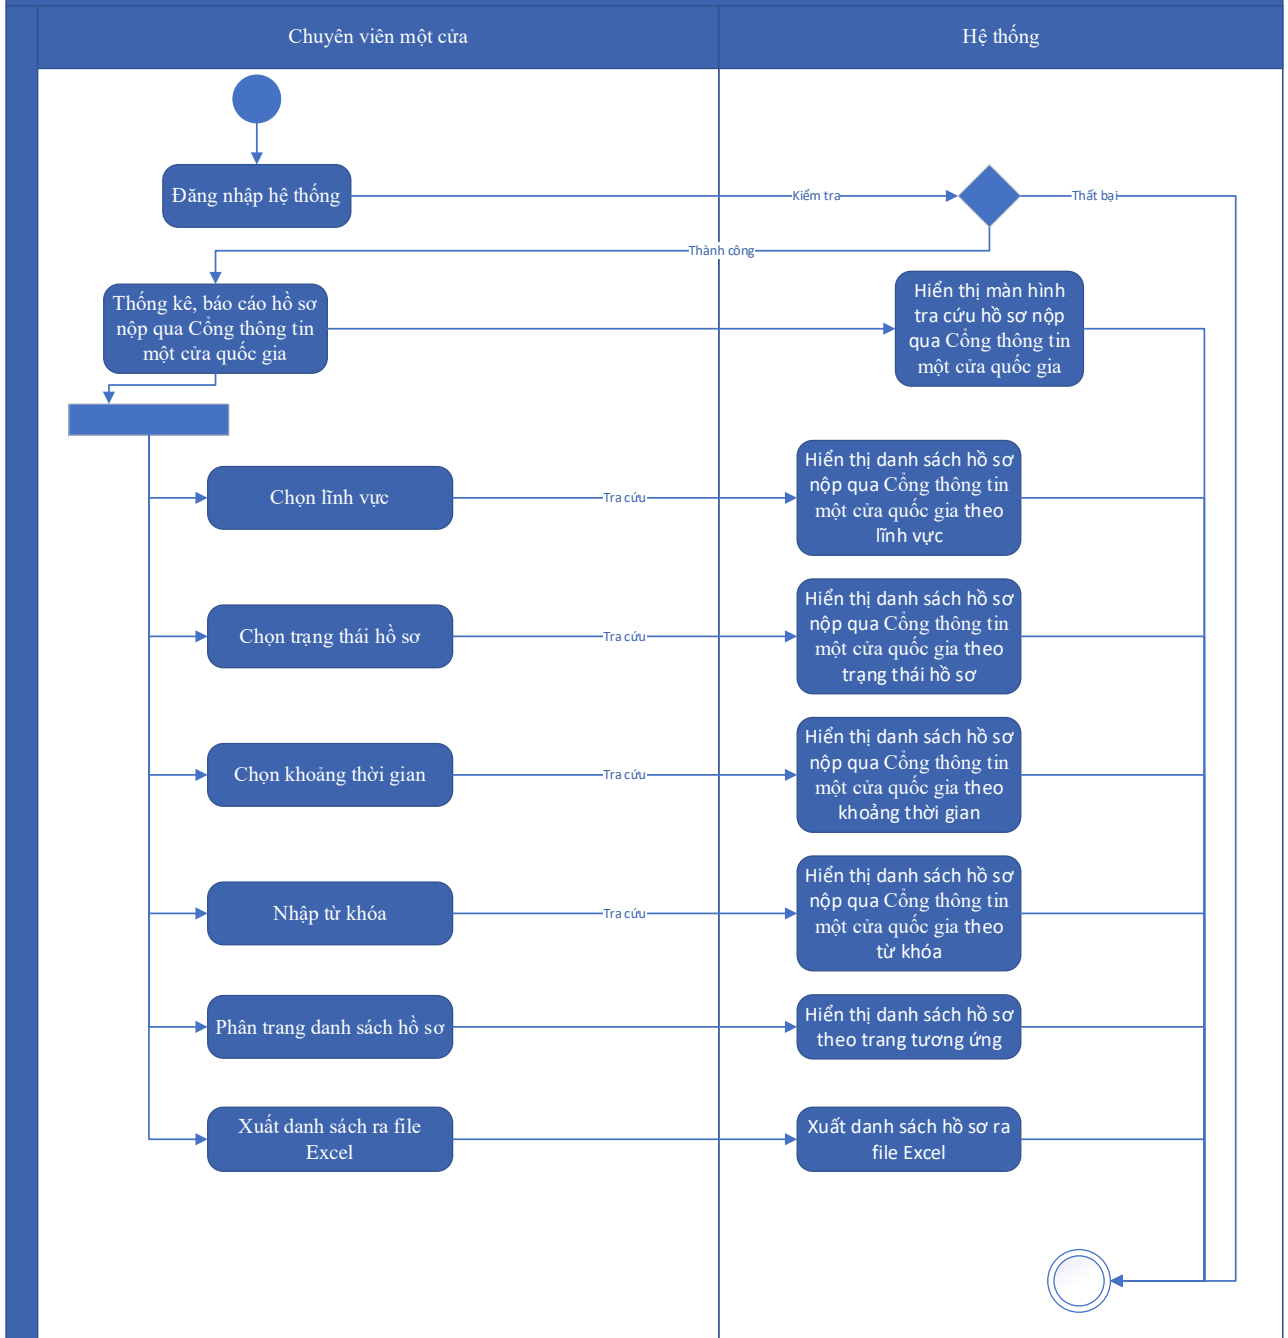 Chuyên viên một cửa
Hệ thống
Đăng nhập hệ thống
Kiểm tra
Thất bại
Thành công
Thống kê, báo cáo hồ sơ
nộp qua Cổng thông tin
một cửa quốc gia
Hiển thị màn hình
tra cứu hồ sơ nộp
qua Cổng thông tin
một cửa quốc gia
Chọn lĩnh vực
Tra cứu
Hiển thị danh sách hồ sơ
nộp qua Cổng thông tin
một cửa quốc gia theo
lĩnh vực
Chọn trạng thái hồ sơ
Tra cứu
Hiển thị danh sách hồ sơ
nộp qua Cổng thông tin
một cửa quốc gia theo
trạng thái hồ sơ
Chọn khoảng thời gian
Tra cứu
Hiển thị danh sách hồ sơ
nộp qua Cổng thông tin
một cửa quốc gia theo
khoảng thời gian
Nhập từ khóa
Tra cứu
Hiển thị danh sách hồ sơ
nộp qua Cổng thông tin
một cửa quốc gia theo
từ khóa
Phân trang danh sách hồ sơ
Hiển thị danh sách hồ sơ
theo trang tương ứng
Xuất danh sách ra file
Excel
Xuất danh sách hồ sơ ra
file Excel